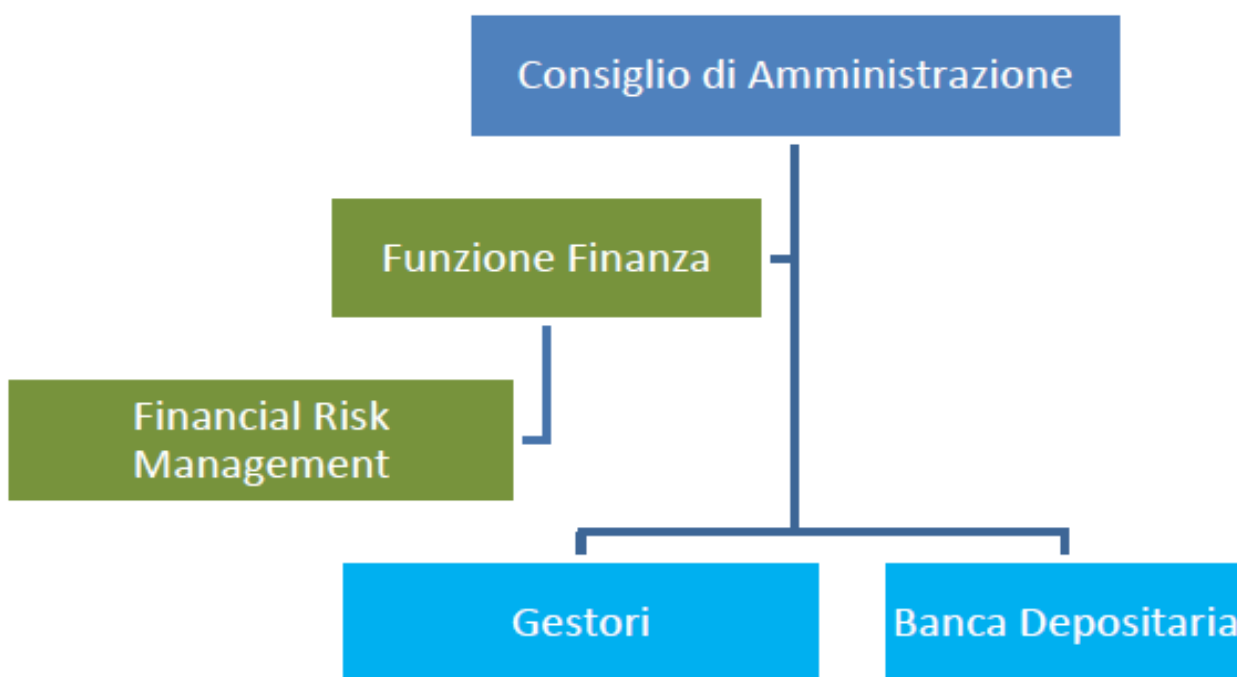 Consiglio di Amministrazione
Funzione Finanza
Financial Risk
Management
Gestori
Banca Depositaria